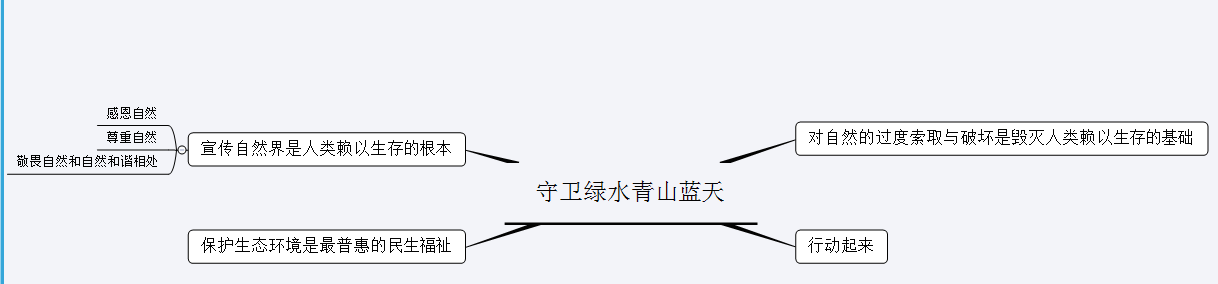 感恩自然
尊重自然
敬畏自然和自然和谐相处
宣传自然界是人类赖以生存的根本
保护生态环境是最普惠的民生福祉
守卫绿水青山蓝天
对自然的过度索取与破坏是毁灭人类赖以生存的基础
行动起来